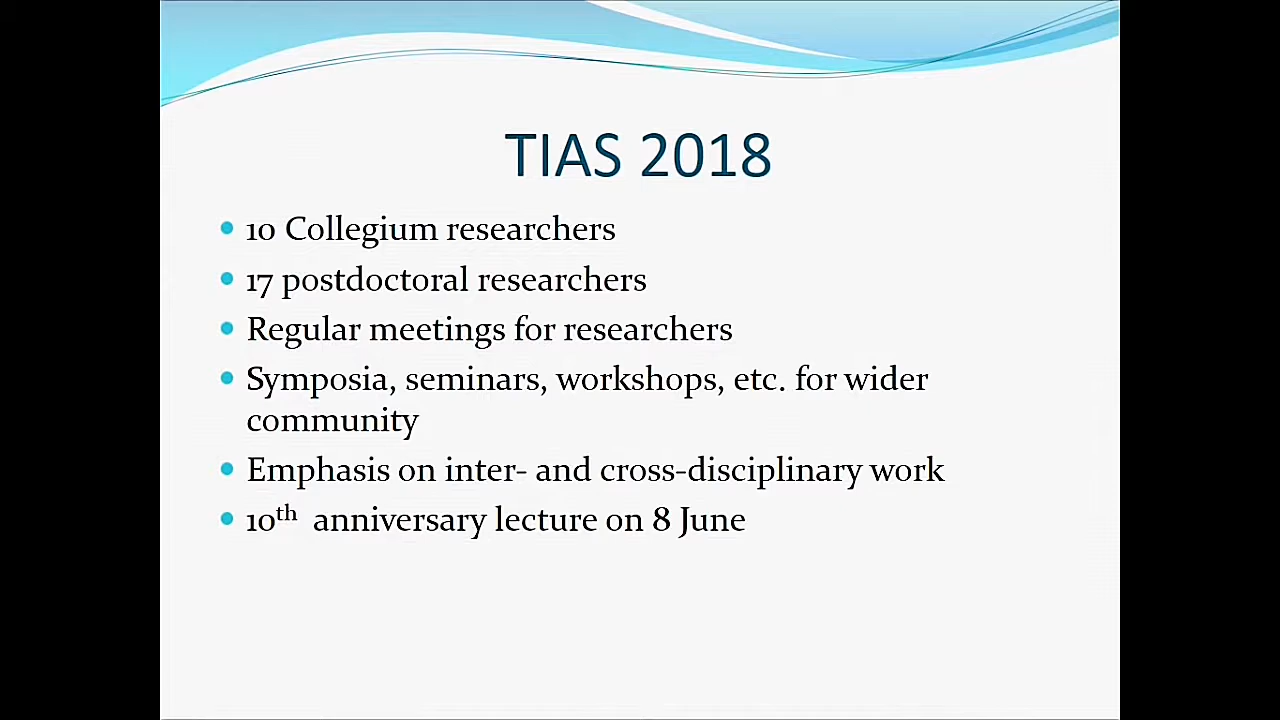 TIAS 2018
• 10 Collegium researchers
• 17 postdoctoral researchers
• Regular meetings for researchers
• Symposia, seminars, workshops, etc. for wider
community
• Emphasis on inter- and cross-disciplinary work
• 10th anniversary lecture on 8 June